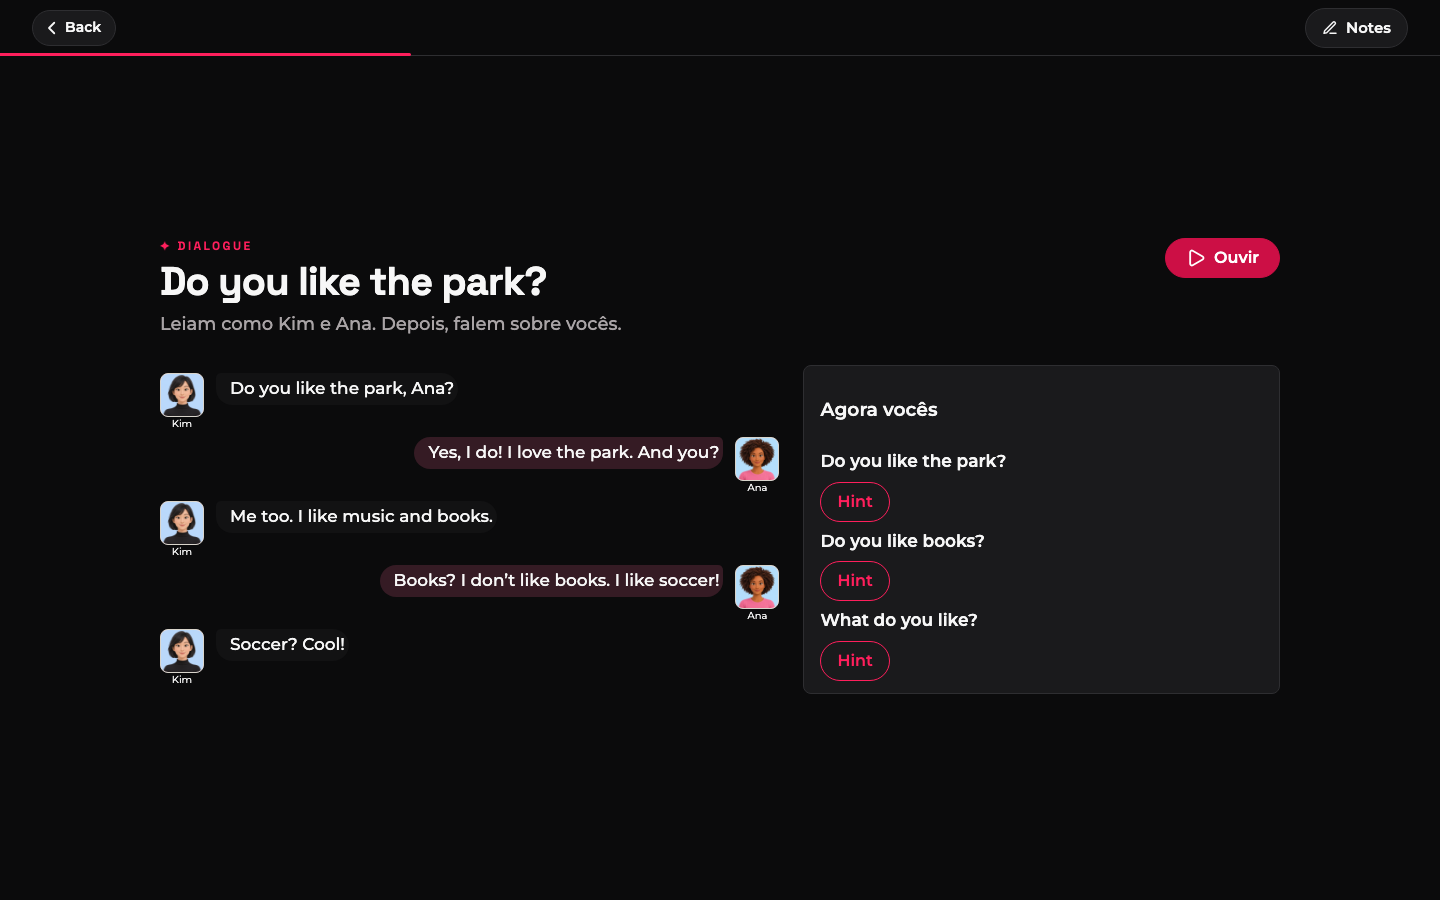 Back
Notes
DIALOGUE
Do you like the park?
Leiam como Kim e Ana. Depois, falem sobre vocês.
Ouvir
Do you like the park, Ana?
Kim
Yes, I do! I love the park. And you?
Ana
Me too. I like music and books.
Kim
Books? I don’t like books. I like soccer!
Ana
Soccer? Cool!
Kim
Agora vocês
Do you like the park?
Hint
Do you like books?
Hint
What do you like?
Hint